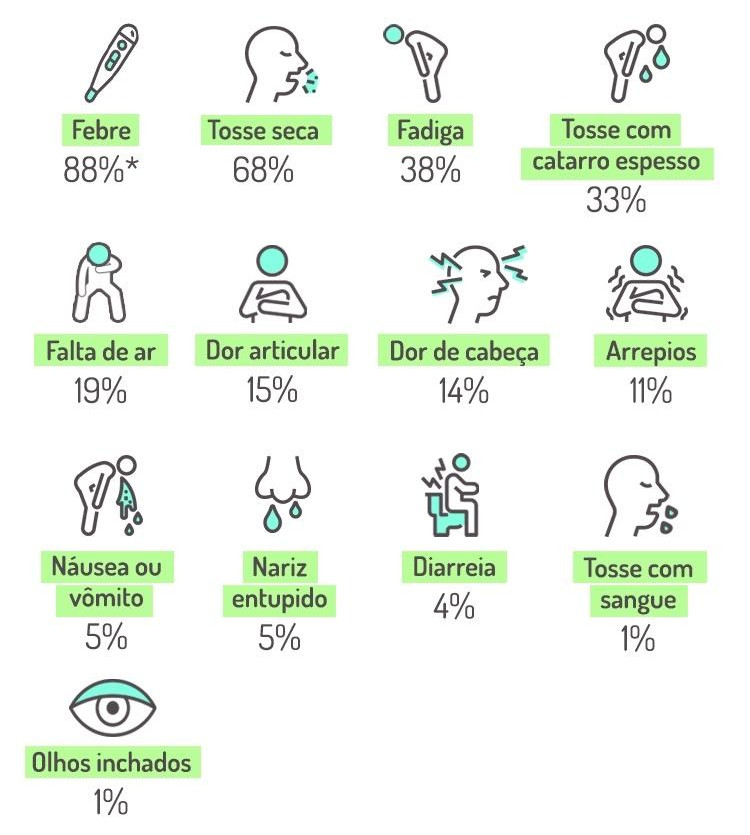 Febre
88%*
Tosse seca
68%
Fadiga
38%
Tosse com
catarro espesso
33%
Falta de ar
19%
Dor articular
15%
Dor de cabeça
14%
Arrepios
11%
Náusea ou
vômito
5%
Nariz
entupido
5%
Diarreia
4%
Tosse com
sangue
1%
Olhos inchados
1%